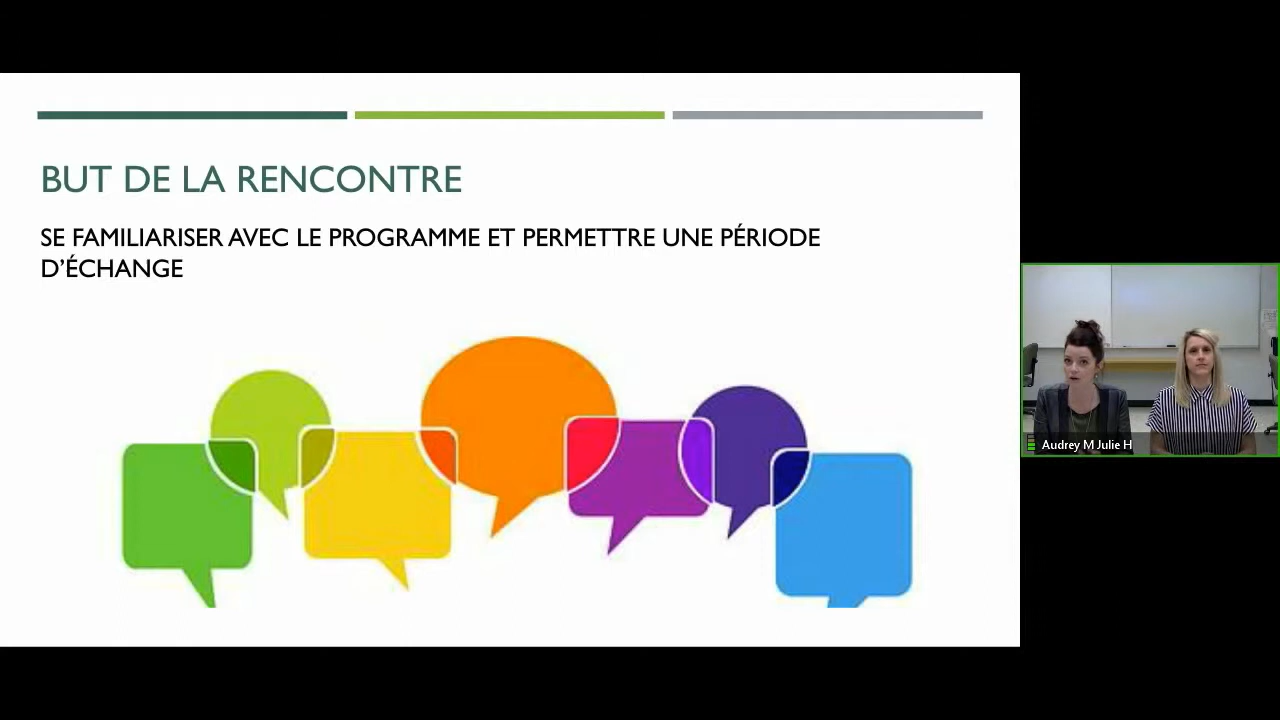 BUT DE LA RENCONTRE
SE FAMILIARISER AVEC LE PROGRAMME ET PERMETTRE UNE PÉRIODE
D'ÉCHANGE
Audrey M Julie H